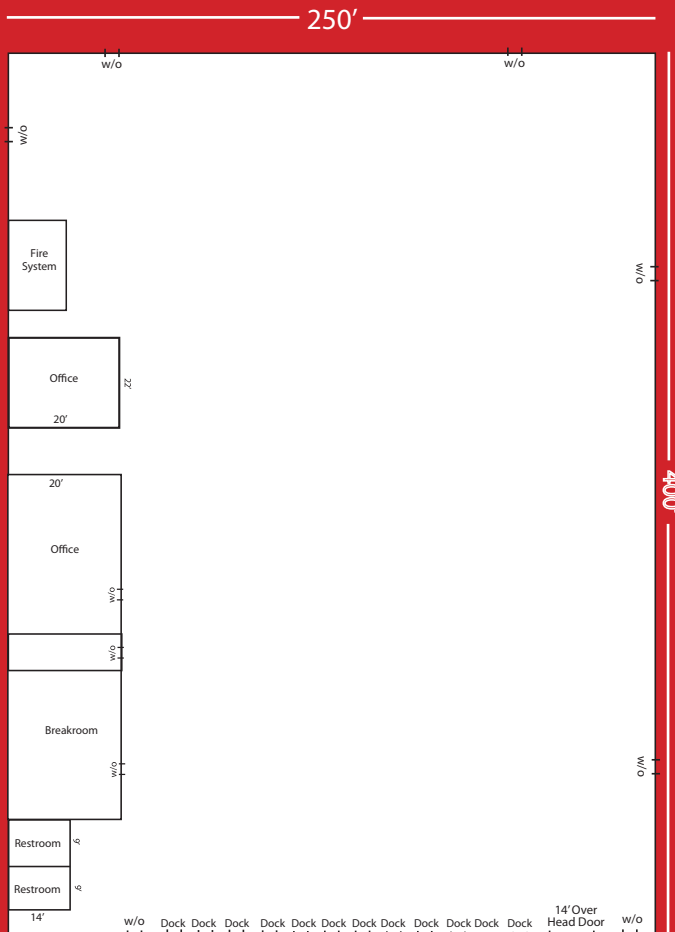 250’
w/o
w/o
w/o
Fire
System
w/o
Office
22’
20’
20’
400’
Office
w/o
w/o
Breakroom
w/o
w/o
Restroom
9’
Restroom
9’
14’
w/o
Dock Dock Dock Dock Dock Dock Dock Dock Dock Dock Dock Dock
14’ Over
Head Door
w/o